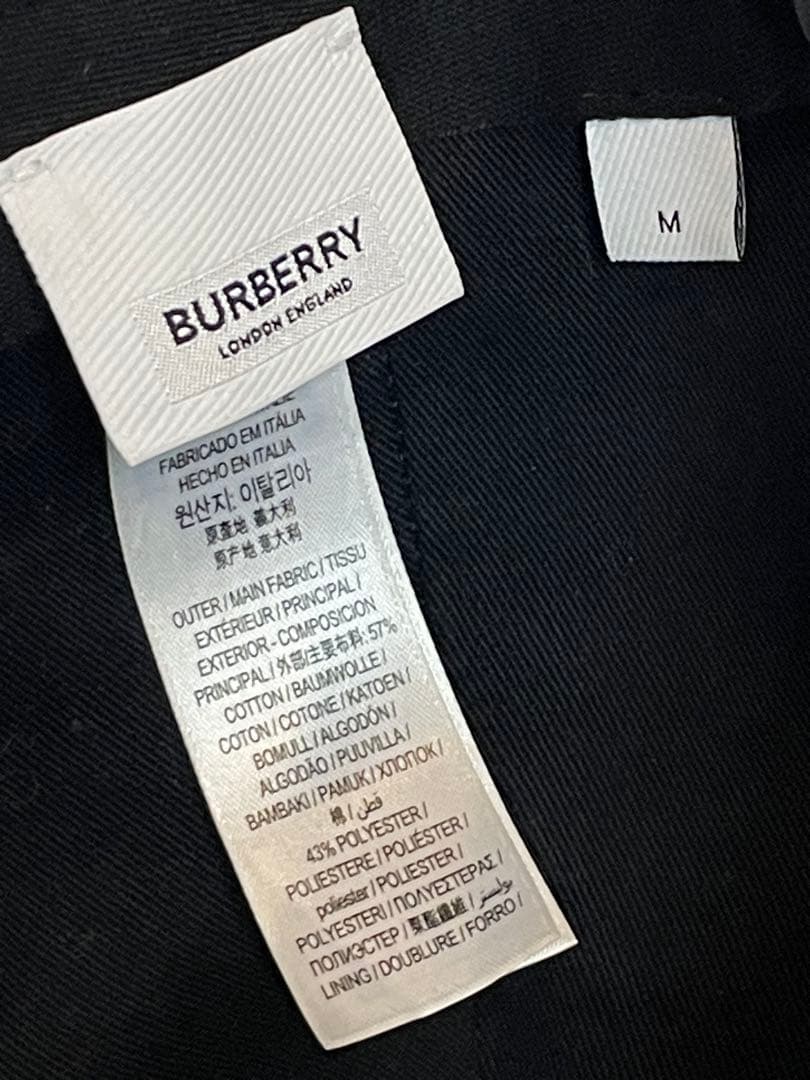 BURBERRY
LONDON ENGLAND
M
FABRICADO EM ITÁLIA
HECHO EN ITALIA
원산지: 이탈리아
原產地 義大利
原产地 意大利
OUTER / MAIN FABRIC / TISSU
EXTÉRIEUR / PRINCIPAL /
EXTERIOR - COMPOSICION
PRINCIPAL / 外部/主要布料: 57%
COTTON / BAUMWOLLE /
COTON / COTONE / KATOEN /
BOMULL / ALGODÓN /
ALGODÃO / PUUVILLA /
BAMBAKI / PAMUK / ХЛОПОК /
棉 / قطن
43% POLYESTER /
POLIESTERE / POLIÉSTER /
poliester / POLIESTER /
POLYESTERI / ΠΟΛΥΕΣΤΕΡΑΣ /
ПОЛИЭСТЕР / 聚酯纖維 / بوليستر
LINING / DOUBLURE / FORRO /